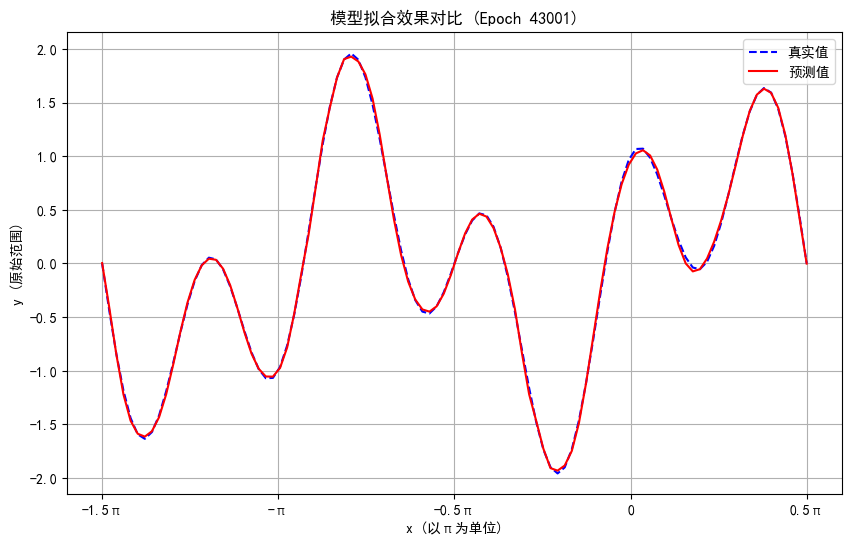 模型拟合效果对比 (Epoch 43001)
真实值
预测值
y (原始范围)
2.0
1.5
1.0
0.5
0.0
−0.5
−1.0
−1.5
−2.0
-1.5π
-π
-0.5π
0
0.5π
x (以π为单位)